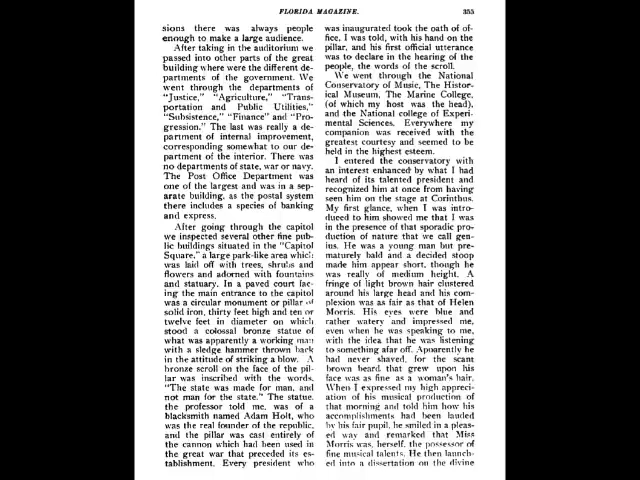 FLORIDA MAGAZINE. 355
sions there was always people
enough to make a large audience.
After taking in the auditorium we
passed into other parts of the great
building where were the different de-
partments of the government. We
went through the departments of
"Justice," "Agriculture," "Trans-
portation and Public Utilities,"
"Subsistence," "Finance" and "Pro-
gression." The last was really a de-
partment of internal improvement,
corresponding somewhat to our de-
partment of the interior. There was
no departments of state, war or navy.
The Post Office Department was
one of the largest and was in a sep-
arate building, as the postal system
there includes a species of banking
and express.
After going through the capitol
we inspected several other fine pub-
lic buildings situated in the "Capitol
Square," a large park-like area which
was laid off with trees, shrubs and
flowers and adorned with fountains
and statuary. In a paved court fac-
ing the main entrance to the capitol
was a circular monument or pillar of
solid iron, thirty feet high and ten or
twelve feet in diameter on which
stood a colossal bronze statue of
what was apparently a working man
with a sledge hammer thrown back
in the attitude of striking a blow. A
bronze scroll on the face of the pil-
lar was inscribed with the words.
"The state was made for man, and
not man for the state." The statue,
the professor told me, was of a
blacksmith named Adam Holt, who
was the real founder of the republic,
and the pillar was cast entirely of
the cannon which had been used in
the great war that preceded its es-
tablishment. Every president who
was inaugurated took the oath of of-
fice, I was told, with his hand on the
pillar, and his first official utterance
was to declare in the hearing of the
people, the words of the scroll.
We went through the National
Conservatory of Music, The Histor-
ical Museum, The Marine College,
(of which my host was the head),
and the National college of Experi-
mental Sciences. Everywhere my
companion was received with the
greatest courtesy and seemed to be
held in the highest esteem.
I entered the conservatory with
an interest enhanced by what I had
heard of its talented president and
recognized him at once from having
seen him on the stage at Corinthus.
My first glance, when I was intro-
duced to him showed me that I was
in the presence of that sporadic pro-
duction of nature that we call gen-
ius. He was a young man but pre-
maturely bald and a decided stoop
made him appear short, though he
was really of medium height. A
fringe of light brown hair clustered
around his large head and his com-
plexion was as fair as that of Helen
Morris. His eyes were blue and
rather watery and impressed me,
even when he was speaking to me,
with the idea that he was listening
to something afar off. Apparently he
had never shaved, for the scant
brown beard that grew upon his
face was as fine as a woman's hair.
When I expressed my high appreci-
ation of his musical production of
that morning and told him how his
accomplishments had been lauded
by his fair pupil, he smiled in a pleas-
ed way and remarked that Miss
Morris was, herself, the possessor of
fine musical talents. He then launch-
ed into a dissertation on the divine